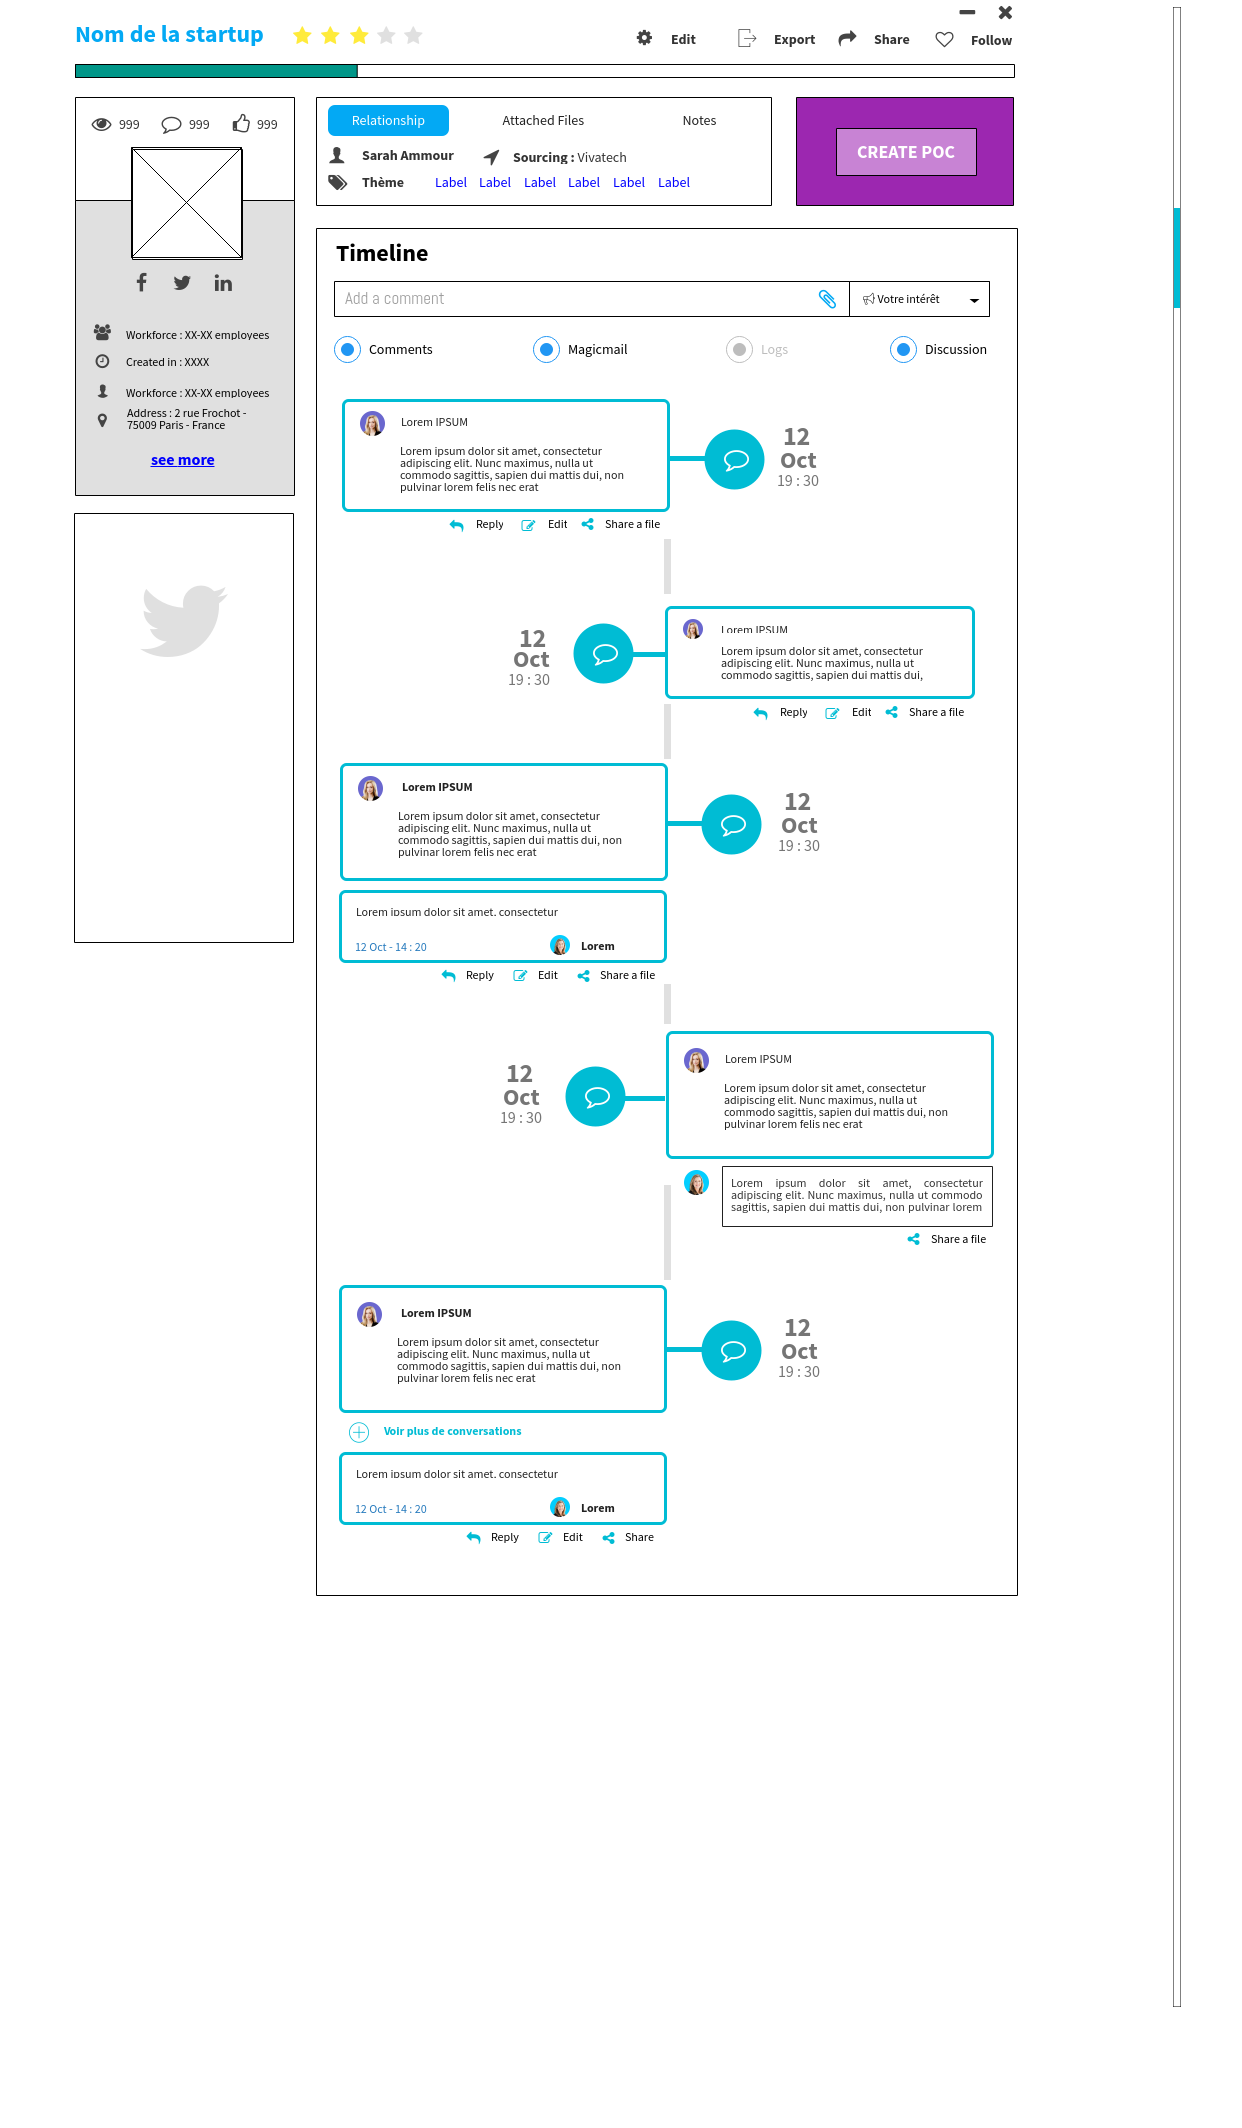 Nom de la startup
Edit
Export
Share
Follow
999
999
999
Relationship
Attached Files
Notes
Sarah Ammour
Sourcing : Vivatech
Thème
Label Label Label Label Label Label
CREATE POC
Workforce : XX-XX employees
Created in : XXXX
Workforce : XX-XX employees
Address : 2 rue Frochot -
75009 Paris - France
see more
Timeline
Add a comment
Votre intérêt
Comments
Magicmail
Logs
Discussion
Lorem IPSUM
Lorem ipsum dolor sit amet, consectetur
adipiscing elit. Nunc maximus, nulla ut
commodo sagittis, sapien dui mattis dui, non
pulvinar lorem felis nec erat
12
Oct
19 : 30
Reply
Edit
Share a file
12
Oct
19 : 30
Lorem IPSUM
Lorem ipsum dolor sit amet, consectetur
adipiscing elit. Nunc maximus, nulla ut
commodo sagittis, sapien dui mattis dui,
Reply
Edit
Share a file
Lorem IPSUM
Lorem ipsum dolor sit amet, consectetur
adipiscing elit. Nunc maximus, nulla ut
commodo sagittis, sapien dui mattis dui, non
pulvinar lorem felis nec erat
12
Oct
19 : 30
Lorem ipsum dolor sit amet, consectetur
12 Oct - 14 : 20
Lorem
Reply
Edit
Share a file
12
Oct
19 : 30
Lorem IPSUM
Lorem ipsum dolor sit amet, consectetur
adipiscing elit. Nunc maximus, nulla ut
commodo sagittis, sapien dui mattis dui, non
pulvinar lorem felis nec erat
Lorem ipsum dolor sit amet, consectetur
adipiscing elit. Nunc maximus, nulla ut commodo
sagittis, sapien dui mattis dui, non pulvinar lorem
Share a file
Lorem IPSUM
Lorem ipsum dolor sit amet, consectetur
adipiscing elit. Nunc maximus, nulla ut
commodo sagittis, sapien dui mattis dui, non
pulvinar lorem felis nec erat
12
Oct
19 : 30
Voir plus de conversations
Lorem ipsum dolor sit amet, consectetur
12 Oct - 14 : 20
Lorem
Reply
Edit
Share